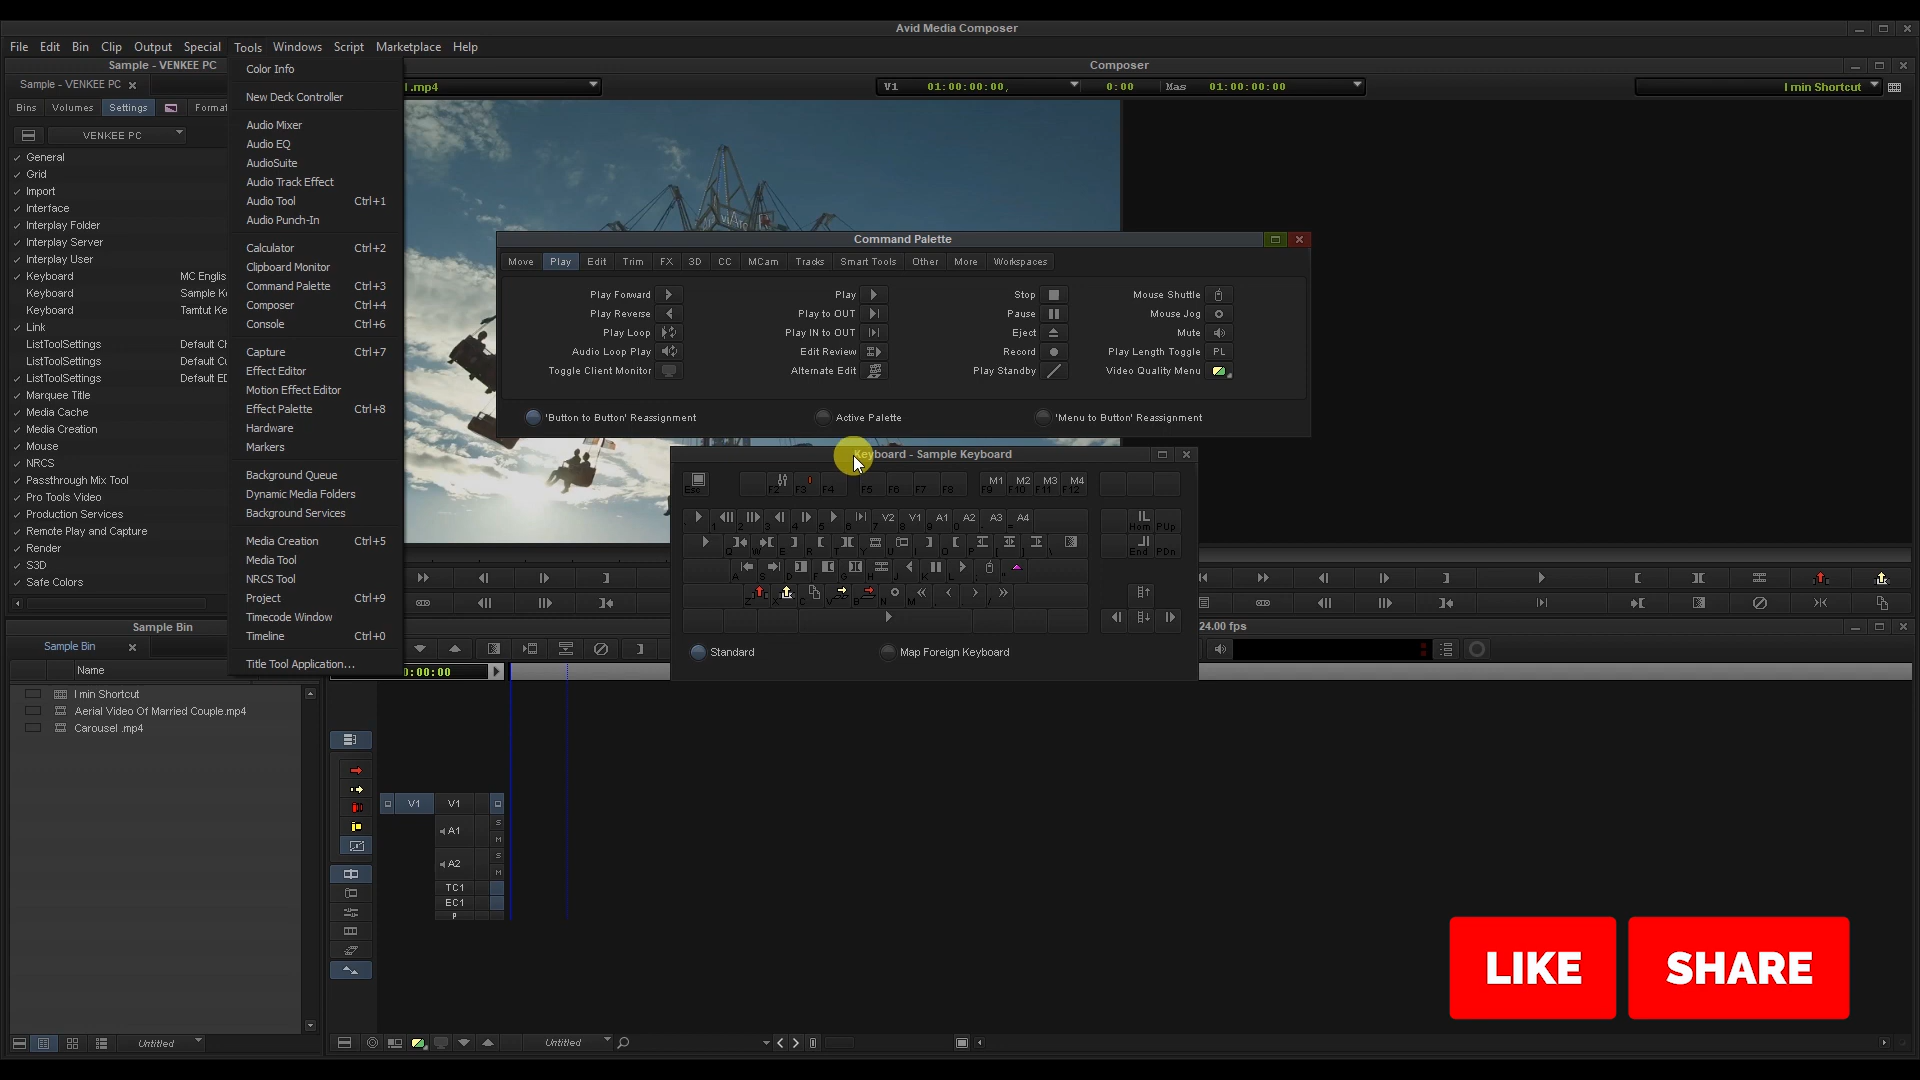 Avid Media Composer
File Edit Bin Clip Output Special Tools Windows Script Marketplace Help
Sample - VENKEE PC
Composer
Sample - VENKEE PC
V1 01:00:00:00, 0:00 Mas 01:00:00:00
Bins Volumes Settings
VENKEE PC
General
Grid
Import
Interface
Interplay Folder
Interplay Server
Interplay User
Keyboard
Keyboard
Keyboard
Link
ListToolSettings
ListToolSettings
ListToolSettings
Marquee Title
Media Cache
Media Creation
Mouse
NRCS
Passthrough Mix Tool
Pro Tools Video
Production Services
Remote Play and Capture
Render
S3D
Safe Colors
Color Info
New Deck Controller
Audio Mixer
Audio EQ
AudioSuite
Audio Track Effect
Audio Tool Ctrl+1
Audio Punch-In
Calculator Ctrl+2
Clipboard Monitor
Command Palette Ctrl+3
Composer Ctrl+4
Console Ctrl+6
Capture Ctrl+7
Effect Editor
Motion Effect Editor
Effect Palette Ctrl+8
Hardware
Markers
Background Queue
Dynamic Media Folders
Background Services
Media Creation Ctrl+5
Media Tool
NRCS Tool
Project Ctrl+9
Timecode Window
Timeline Ctrl+0
Title Tool Application...
Command Palette
Move Play Edit Trim FX 3D CC MCam Tracks Smart Tools Other More Workspaces
Play Forward Play Stop Mouse Shuttle
Play Reverse Play to OUT Pause Mouse Jog
Play Loop Play IN to OUT Eject Mute
Audio Loop Play Edit Review Record Play Length Toggle PL
Toggle Client Monitor Alternate Edit Play Standby Video Quality Menu
'Button to Button' Reassignment Active Palette 'Menu to Button' Reassignment
Keyboard - Sample Keyboard
M1 M2 M3 M4
Esc F2 F3 F4 F5 F6 F7 F8 F9 F10 F11 F12
V2 V1 A1 A2 A3 A4
Standard Map Foreign Keyboard
24.00 fps
Sample Bin
Sample Bin
Name
1 min Shortcut
Aerial Video Of Married Couple.mp4
Carousel .mp4
V1 V1
A1
A2
TC1
EC1
Untitled
Untitled
LIKE SHARE